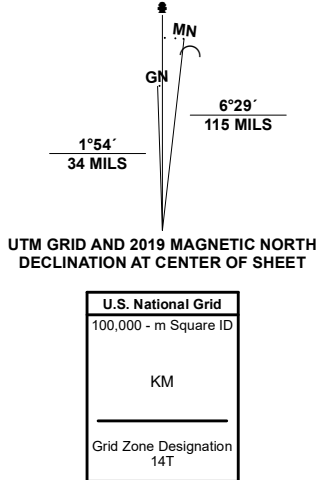 MN
GN
6°29´
115 MILS
1°54´
34 MILS
UTM GRID AND 2019 MAGNETIC NORTH
DECLINATION AT CENTER OF SHEET
U.S. National Grid
100,000 - m Square ID
KM
Grid Zone Designation
14T